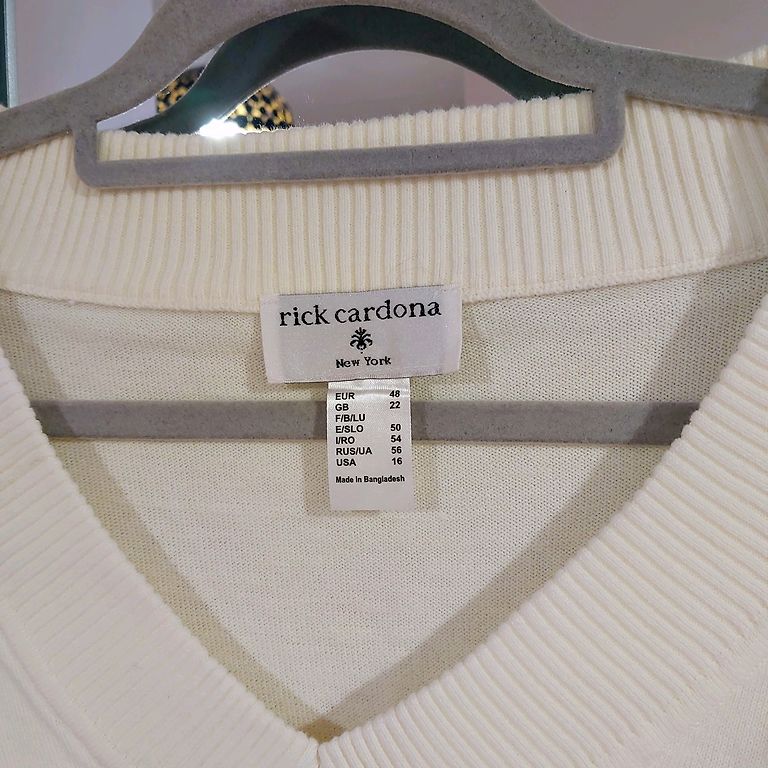 rick cardona
New York
EUR 48
GB 22
F/B/LU
E/SLO 50
I/RO 54
RUS/UA 56
USA 16
Made in Bangladesh